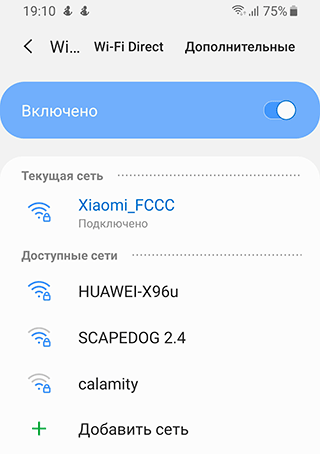 19:10 75%
Wi... Wi-Fi Direct Дополнительные
Включено
Текущая сеть
Xiaomi_FCCC
Подключено
Доступные сети
HUAWEI-X96u
SCAPEDOG 2.4
calamity
Добавить сеть